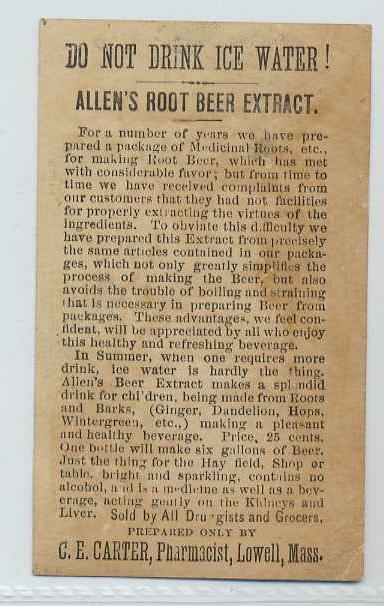 DO NOT DRINK ICE WATER!
ALLEN'S ROOT BEER EXTRACT.
For a number of years we have pre-
pared a package of Medicinal Roots, etc.,
for making Root Beer, which has met
with considerable favor; but from time to
time we have received complaints from
our customers that they had not facilities
for properly extracting the virtues of the
ingredients. To obviate this difficulty we
have prepared this Extract from precisely
the same articles contained in our packa-
ges, which not only greatly simplifies the
process of making the Beer, but also
avoids the trouble of boiling and straining
that is necessary in preparing Beer from
packages. These advantages, we feel con-
fident, will be appreciated by all who enjoy
this healthy and refreshing beverage.
In Summer, when one requires more
drink, ice water is hardly the thing.
Allen's Beer Extract makes a splendid
drink for children, being made from Roots
and Barks, (Ginger, Dandelion, Hops,
Wintergreen, etc.,) making a pleasant
and healthy beverage. Price, 25 cents.
One bottle will make six gallons of Beer.
Just the thing for the Hay field, Shop or
table, bright and sparkling, contains no
alcohol, and is a medicine as well as a bev-
erage, acting gently on the Kidneys and
Liver. Sold by All Druggists and Grocers.
PREPARED ONLY BY
C. E. CARTER, Pharmacist, Lowell, Mass.